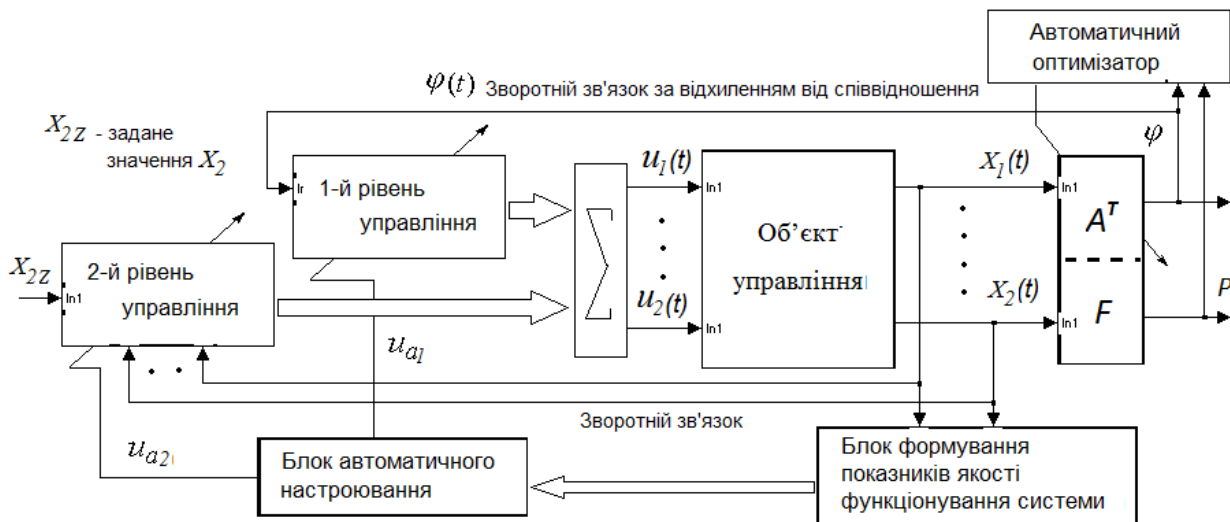 Автоматичний
оптимізатор
φ(t) Зворотній зв'язок за відхиленням від співвідношення
φ
X2Z - задане
значення X2
Ir
1-й рівень
управління
u1(t)
In1
Об’єкт
управління
X1(t)
In1
A^T
2-й рівень
управління
X2Z
In1
Σ
u2(t)
In1
X2(t)
In1
F
P
ua1
Зворотній зв'язок
ua2
Блок автоматичного
настроювання
Блок формування
показників якості
функціонування системи